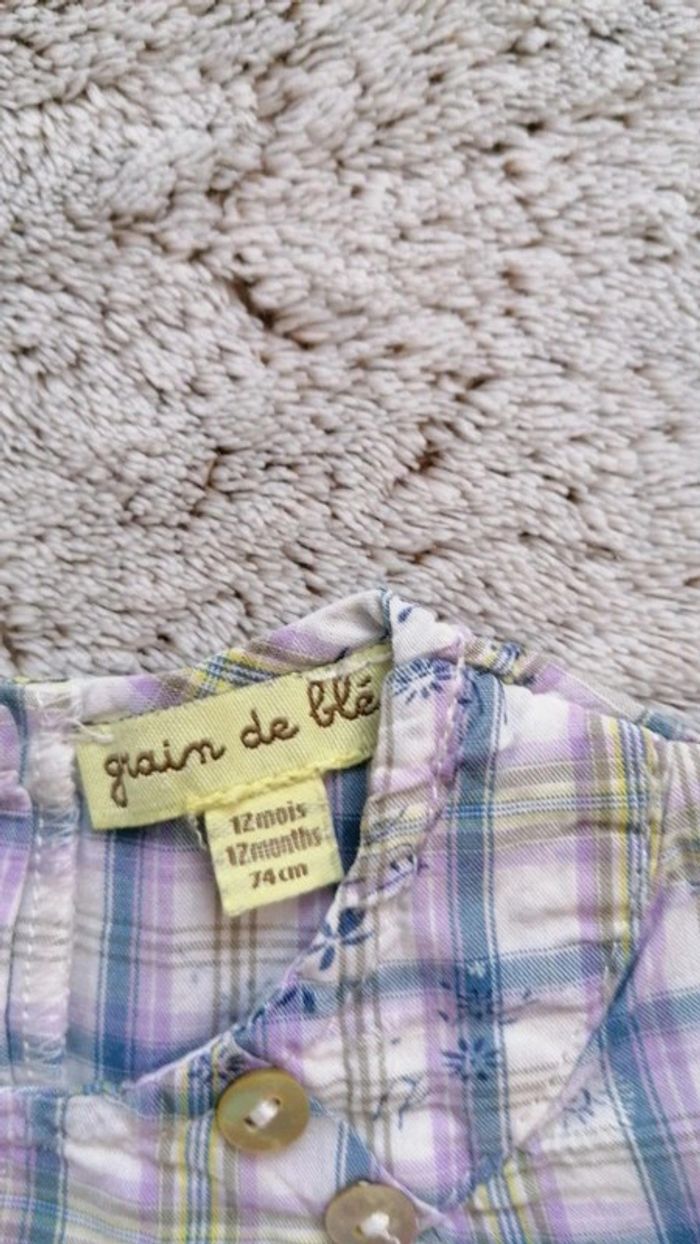 grain de blé
12mois
12months
74cm